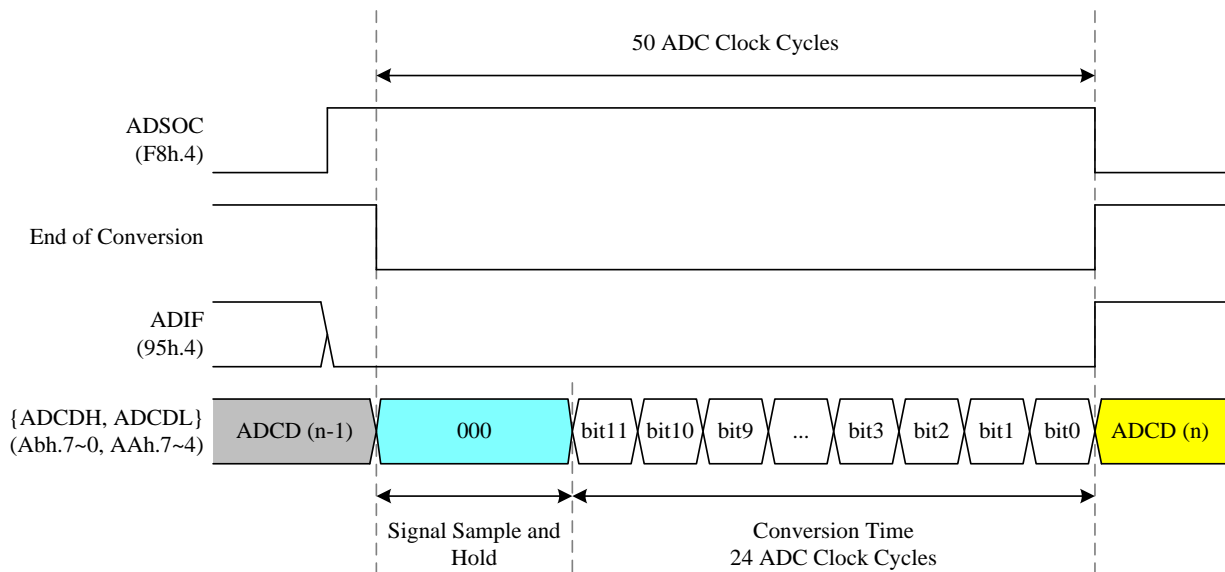 50 ADC Clock Cycles
ADSOC
(F8h.4)
End of Conversion
ADIF
(95h.4)
{ADCDH, ADCDL}
(Abh.7~0, AAh.7~4)
ADCD (n-1)
000
bit11
bit10
bit9
...
bit3
bit2
bit1
bit0
ADCD (n)
Signal Sample and
Hold
Conversion Time
24 ADC Clock Cycles